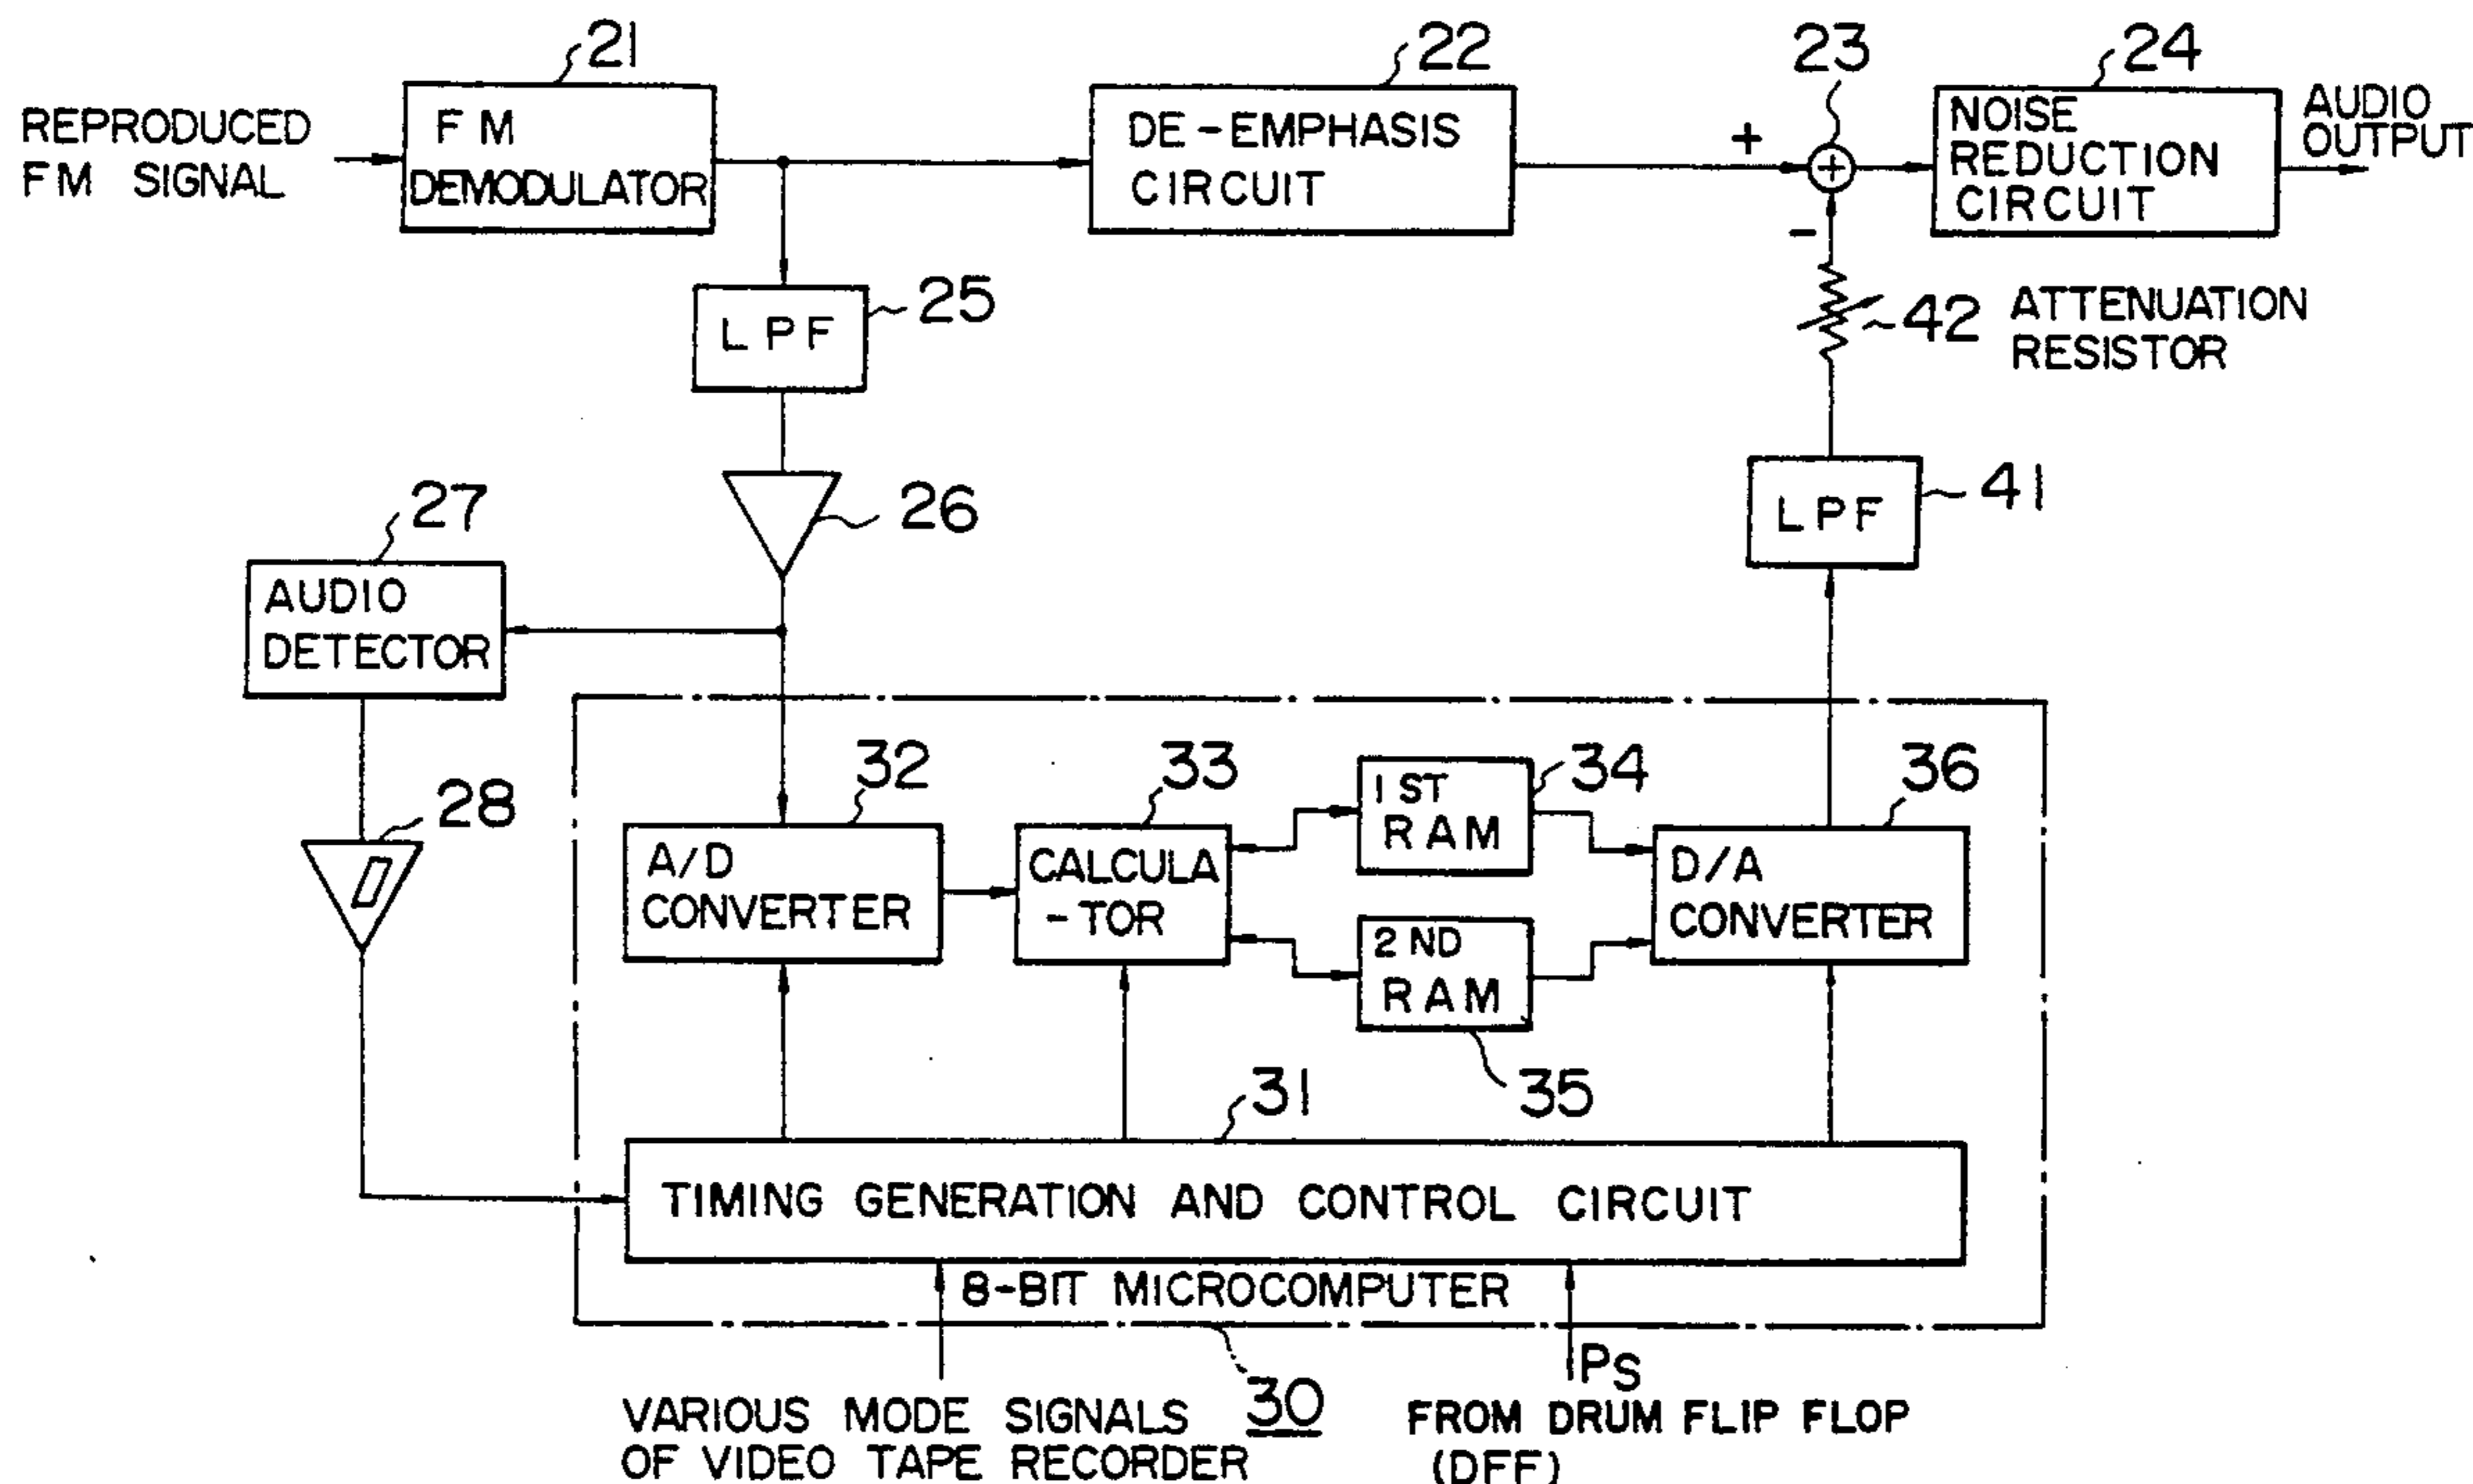 21
22
23
24
REPRODUCED
FM SIGNAL
FM
DEMODULATOR
DE-EMPHASIS
CIRCUIT
+
+
-
NOISE
REDUCTION
CIRCUIT
AUDIO
OUTPUT
LPF
25
42
ATTENUATION
RESISTOR
26
27
LPF
41
AUDIO
DETECTOR
28
32
33
34
36
A/D
CONVERTER
CALCULA
-TOR
1ST
RAM
2ND
RAM
D/A
CONVERTER
35
31
TIMING GENERATION AND CONTROL CIRCUIT
8-BIT MICROCOMPUTER
PS
VARIOUS MODE SIGNALS
OF VIDEO TAPE RECORDER
30
FROM DRUM FLIP FLOP
(DFF)